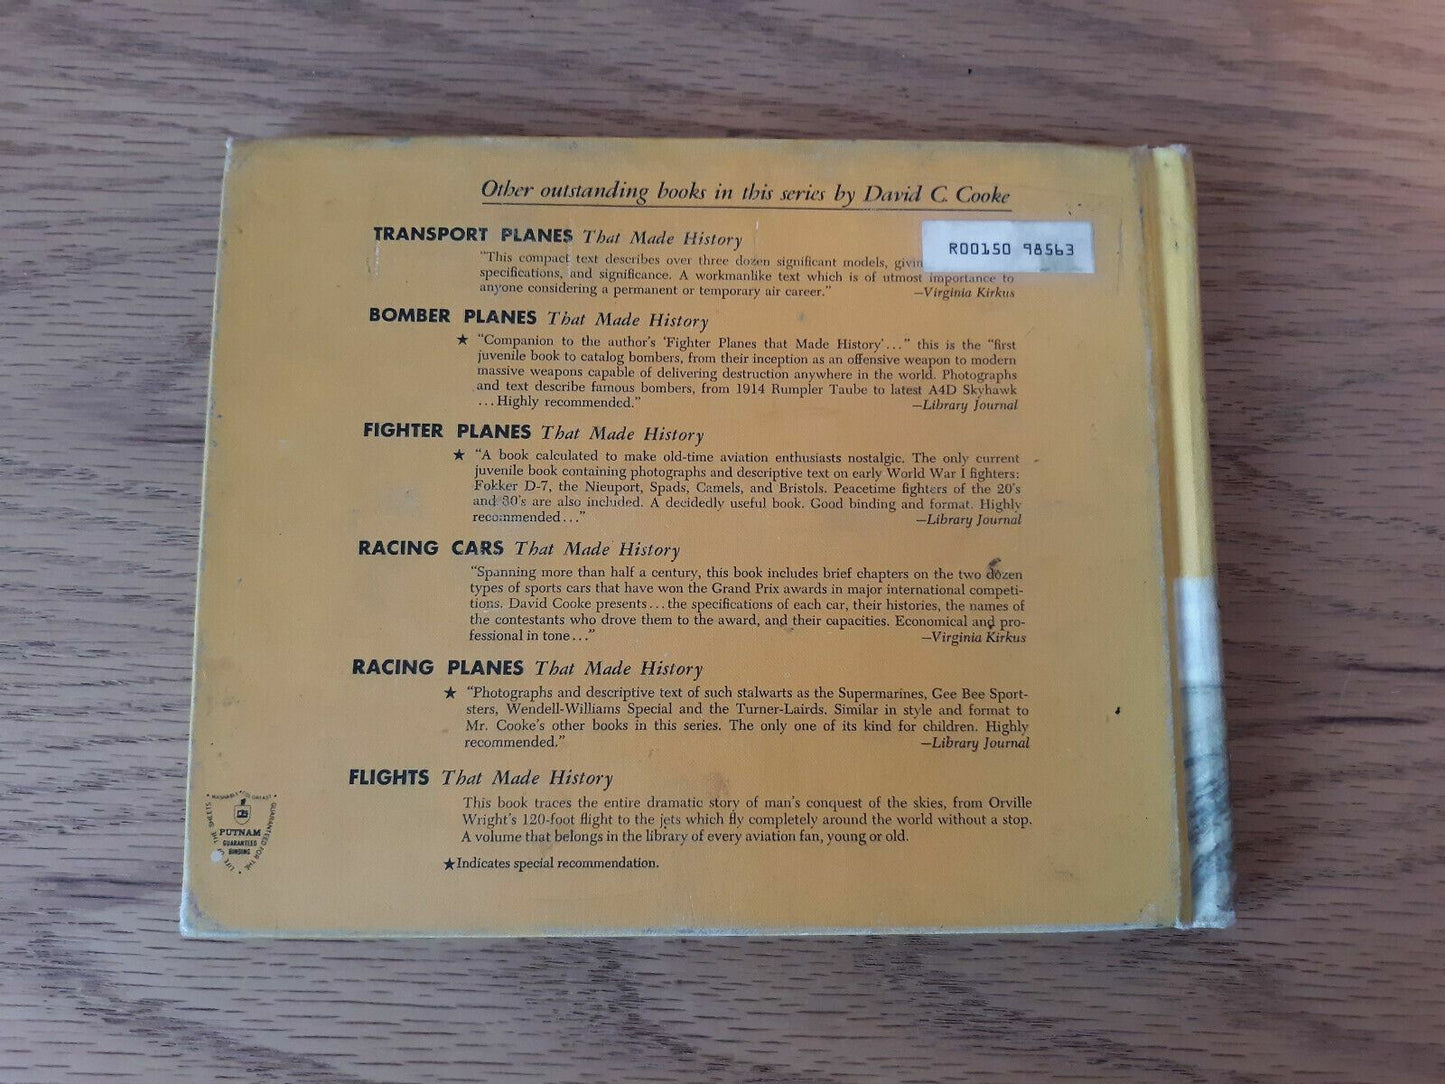 Other outstanding books in this series by David C. Cooke
TRANSPORT PLANES That Made History
R00150 98563
"This compact text describes over three dozen significant models, givin
specifications, and significance. A workmanlike text which is of utmost importance to
anyone considering a permanent or temporary air career." —Virginia Kirkus
BOMBER PLANES That Made History
★ "Companion to the author's 'Fighter Planes that Made History'..." this is the "first
juvenile book to catalog bombers, from their inception as an offensive weapon to modern
massive weapons capable of delivering destruction anywhere in the world. Photographs
and text describe famous bombers, from 1914 Rumpler Taube to latest A4D Skyhawk
...Highly recommended." —Library Journal
FIGHTER PLANES That Made History
★ "A book calculated to make old-time aviation enthusiasts nostalgic. The only current
juvenile book containing photographs and descriptive text on early World War I fighters:
Fokker D-7, the Nieuport, Spads, Camels, and Bristols. Peacetime fighters of the 20's
and 30's are also included. A decidedly useful book. Good binding and format. Highly
recommended..." —Library Journal
RACING CARS That Made History
"Spanning more than half a century, this book includes brief chapters on the two dozen
types of sports cars that have won the Grand Prix awards in major international competi-
tions. David Cooke presents...the specifications of each car, their histories, the names of
the contestants who drove them to the award, and their capacities. Economical and pro-
fessional in tone..." —Virginia Kirkus
RACING PLANES That Made History
★ "Photographs and descriptive text of such stalwarts as the Supermarines, Gee Bee Sport-
sters, Wendell-Williams Special and the Turner-Lairds. Similar in style and format to
Mr. Cooke's other books in this series. The only one of its kind for children. Highly
recommended." —Library Journal
FLIGHTS That Made History
This book traces the entire dramatic story of man's conquest of the skies, from Orville
Wright's 120-foot flight to the jets which fly completely around the world without a stop.
A volume that belongs in the library of every aviation fan, young or old.
★Indicates special recommendation.
WASHABLE • COLORFAST • GUARANTEED FOR THE LIFE OF THE SHEETS
PUTNAM
GUARANTEED
BINDING